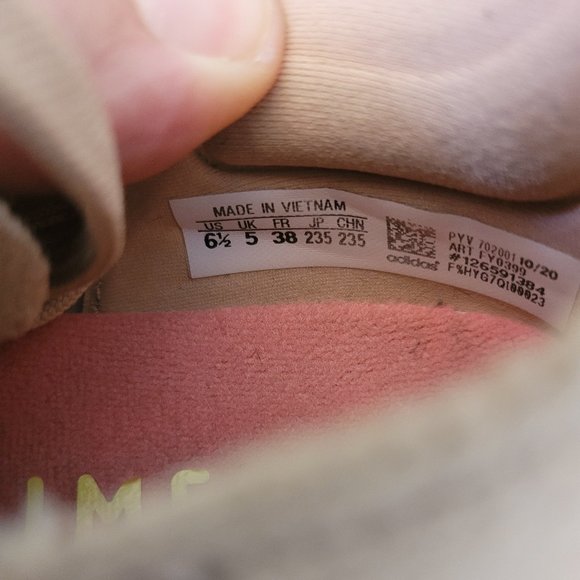 MADE IN VIETNAM
US UK FR JP CHN
6½ 5 38 235 235
adidas
PYV 702001 10/20
ART FY0399
#126591384
F%HYG7Q100023